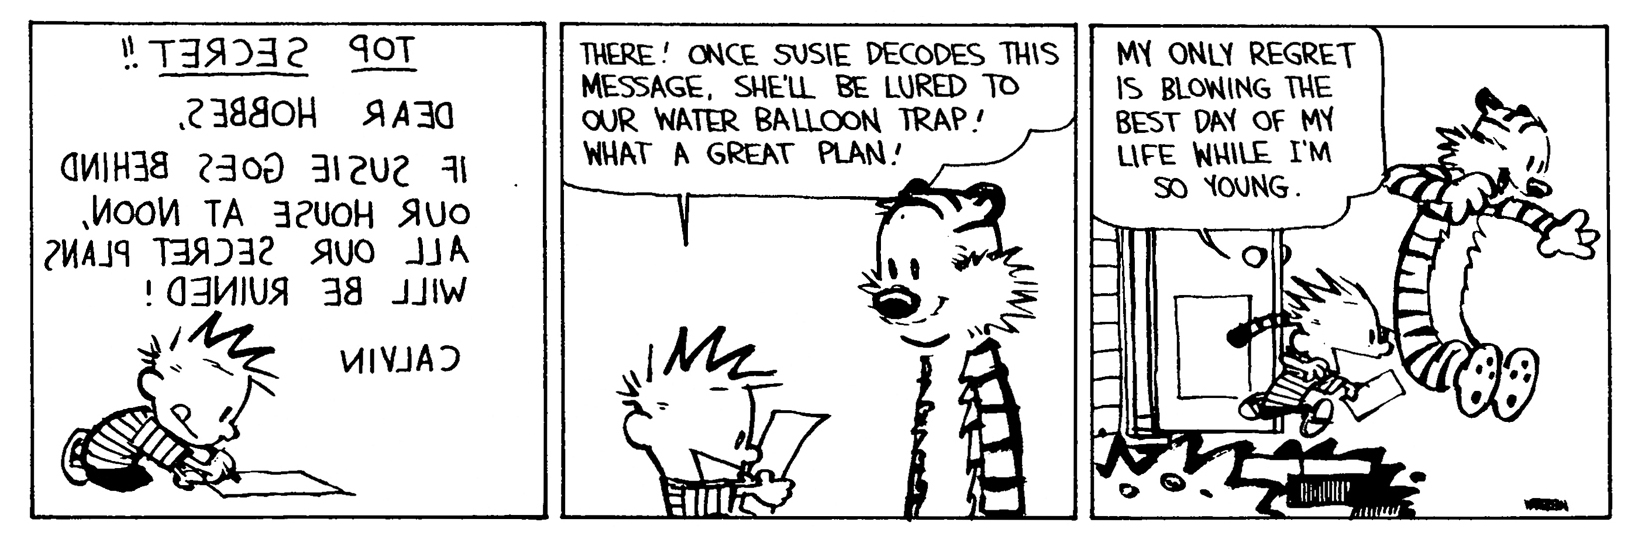 TOP SECRET!!
DEAR HOBBES,
IF SUSIE GOES BEHIND
OUR HOUSE AT NOON,
ALL OUR SECRET PLANS
WILL BE RUINED!
CALVIN
THERE! ONCE SUSIE DECODES THIS
MESSAGE, SHE'LL BE LURED TO
OUR WATER BALLOON TRAP!
WHAT A GREAT PLAN!
MY ONLY REGRET
IS BLOWING THE
BEST DAY OF MY
LIFE WHILE I'M
SO YOUNG.